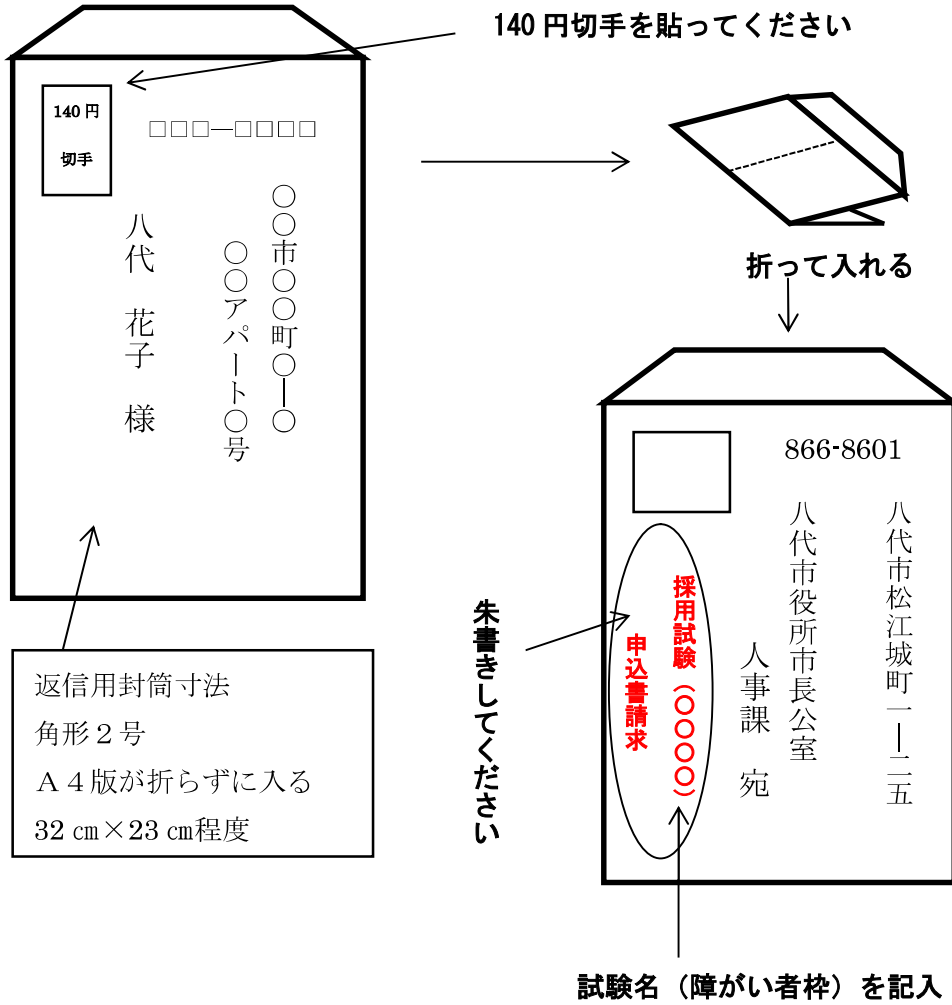 140円切手を貼ってください
140円
切手
□□□―□□□□
○○市○○町○―○
○○アパート○号
八代 花子 様
折って入れる
866-8601
八代市松江城町一―二五
八代市役所市長公室
人事課 宛
採用試験（○○○○）
申込書請求
朱書きしてください
返信用封筒寸法
角形２号
Ａ４版が折らずに入る
32㎝×23㎝程度
試験名（障がい者枠）を記入